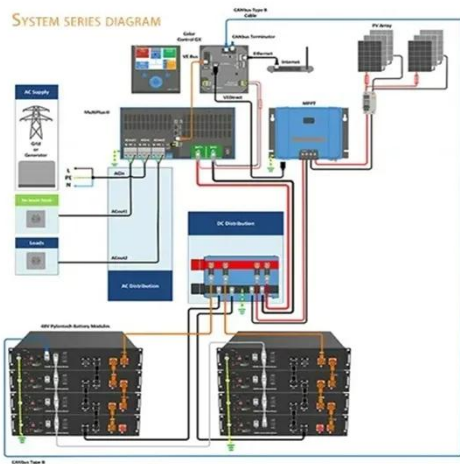 SYSTEM SERIES DIAGRAM
CANbus Type B
Cable
Color
Control GX
CANbus Terminator
PV Array
VE.Bus
Ethernet
Internet
AC Supply
VE.Direct
MPPT
MultiPlus-II
Grid
or
Generator
L
PE
N
ACin
ACout1
Loads
ACout2
DC Distribution
AC Distribution
48V Pylontech Battery Modules
CANbus Type B